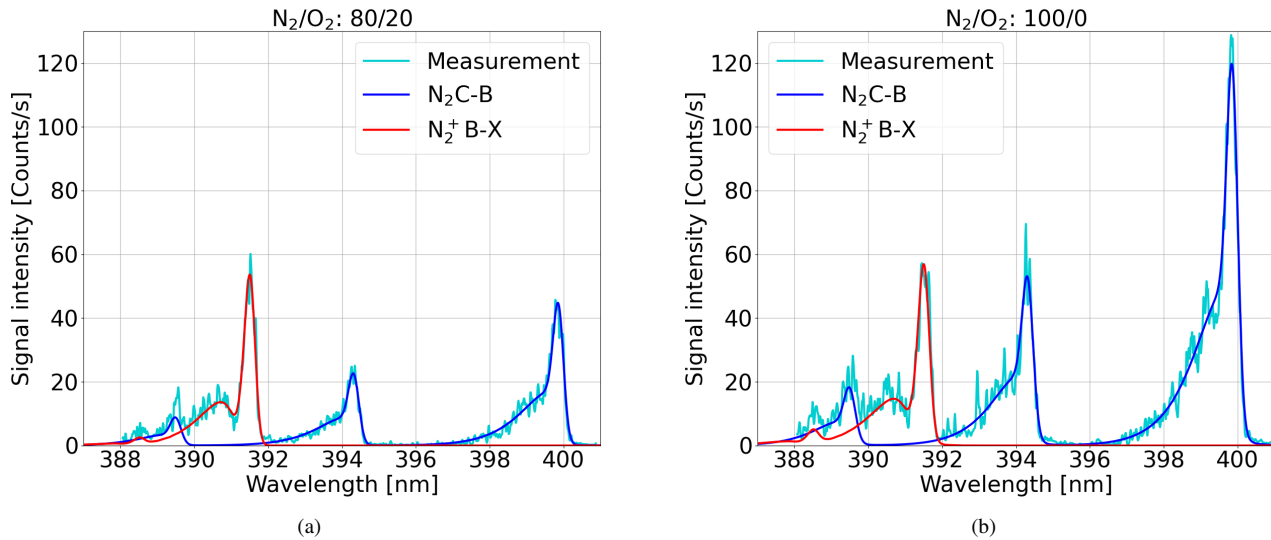 N₂/O₂: 80/20
Signal intensity [Counts/s]
120
100
80
60
40
20
0
Measurement
N₂C-B
N₂⁺B-X
388 390 392 394 396 398 400
Wavelength [nm]
(a)
N₂/O₂: 100/0
Signal intensity [Counts/s]
120
100
80
60
40
20
0
Measurement
N₂C-B
N₂⁺B-X
388 390 392 394 396 398 400
Wavelength [nm]
(b)